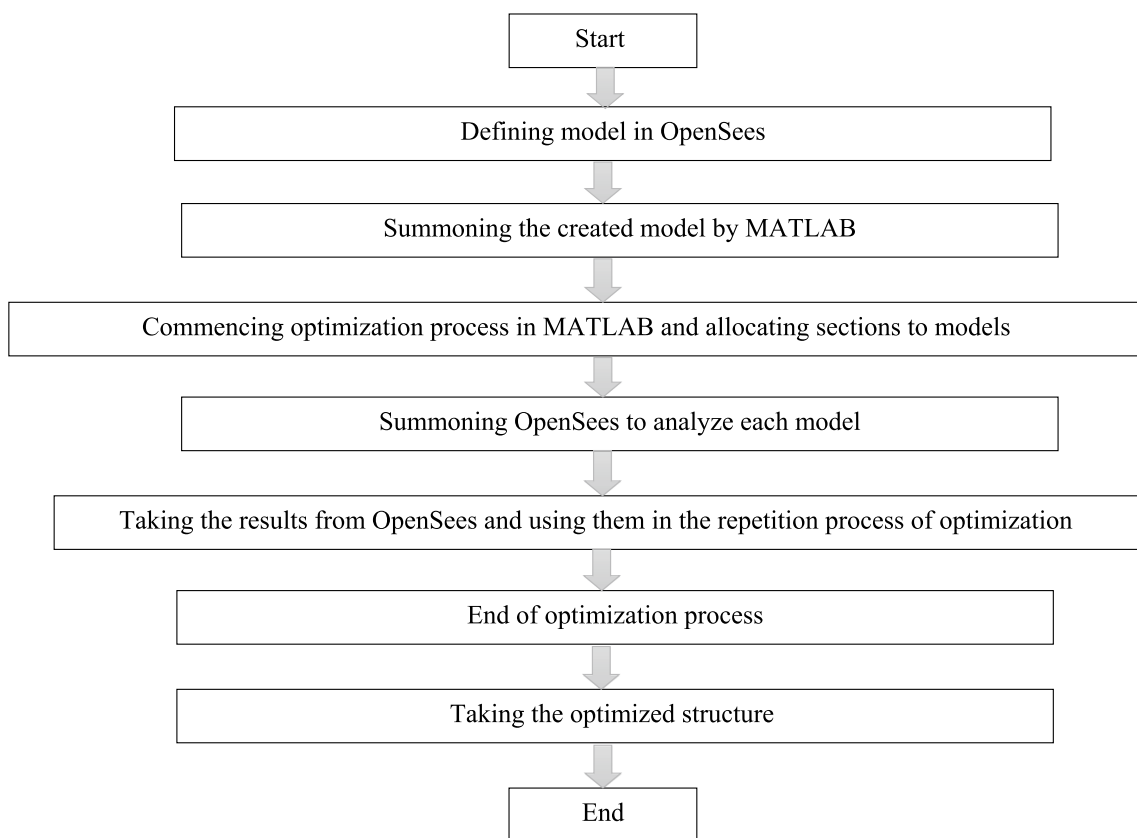 Start
Defining model in OpenSees
Summoning the created model by MATLAB
Commencing optimization process in MATLAB and allocating sections to models
Summoning OpenSees to analyze each model
Taking the results from OpenSees and using them in the repetition process of optimization
End of optimization process
Taking the optimized structure
End